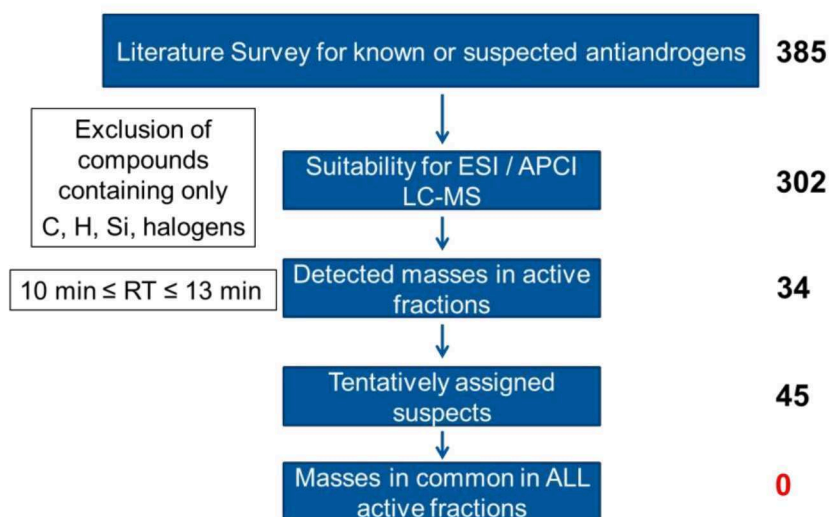 Literature Survey for known or suspected antiandrogens
385
Exclusion of
compounds
containing only
C, H, Si, halogens
Suitability for ESI / APCI
LC-MS
302
10 min ≤ RT ≤ 13 min
Detected masses in active
fractions
34
Tentatively assigned
suspects
45
Masses in common in ALL
active fractions
0